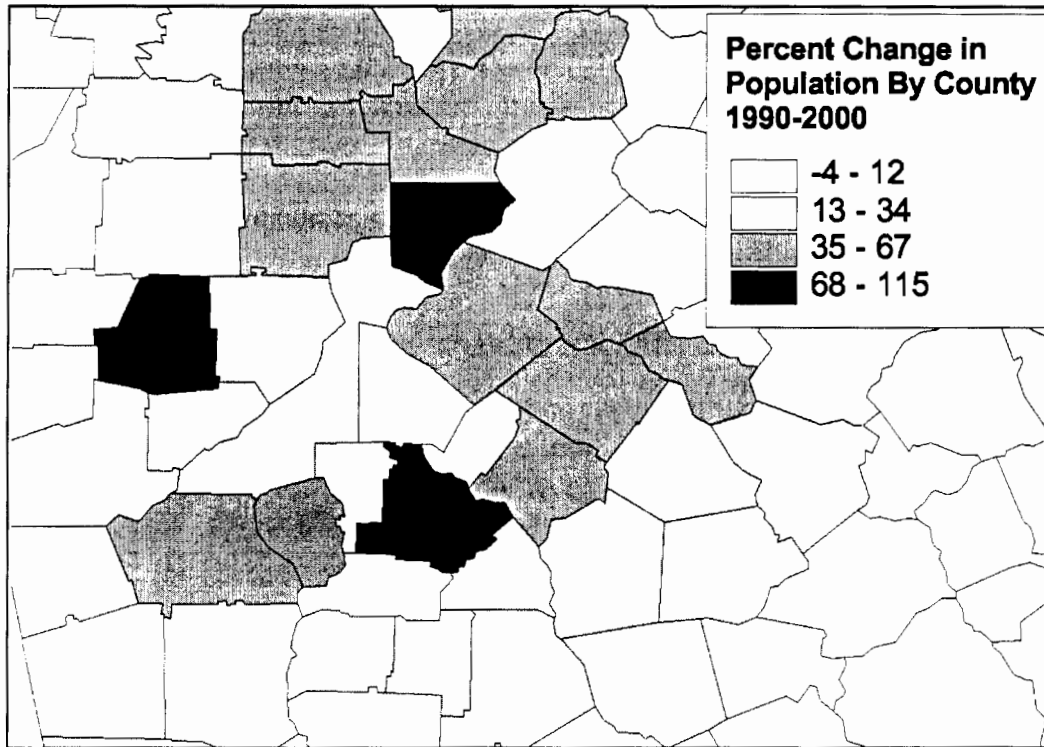 Percent Change in
Population By County
1990-2000
-4 - 12
13 - 34
35 - 67
68 - 115